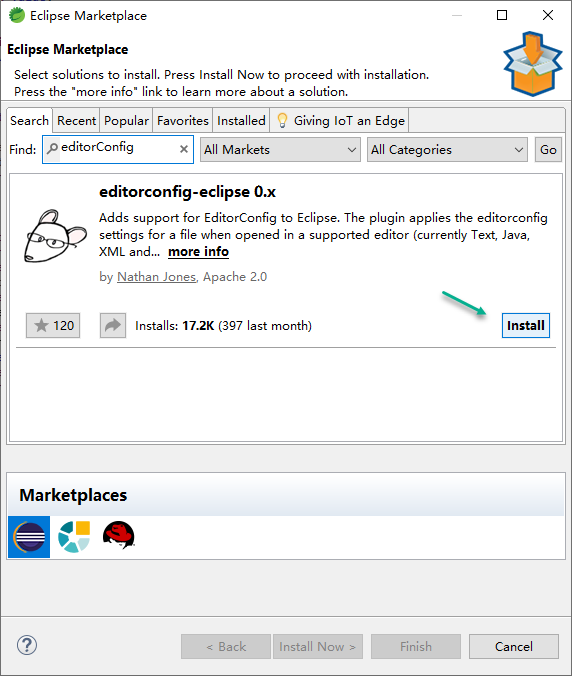 Eclipse Marketplace
Eclipse Marketplace
Select solutions to install. Press Install Now to proceed with installation.
Press the "more info" link to learn more about a solution.
Search Recent Popular Favorites Installed Giving IoT an Edge
Find: editorConfig All Markets All Categories Go
editorconfig-eclipse 0.x
Adds support for EditorConfig to Eclipse. The plugin applies the editorconfig
settings for a file when opened in a supported editor (currently Text, Java,
XML and... more info
by Nathan Jones, Apache 2.0
120 Installs: 17.2K (397 last month) Install
Marketplaces
? < Back Install Now > Finish Cancel